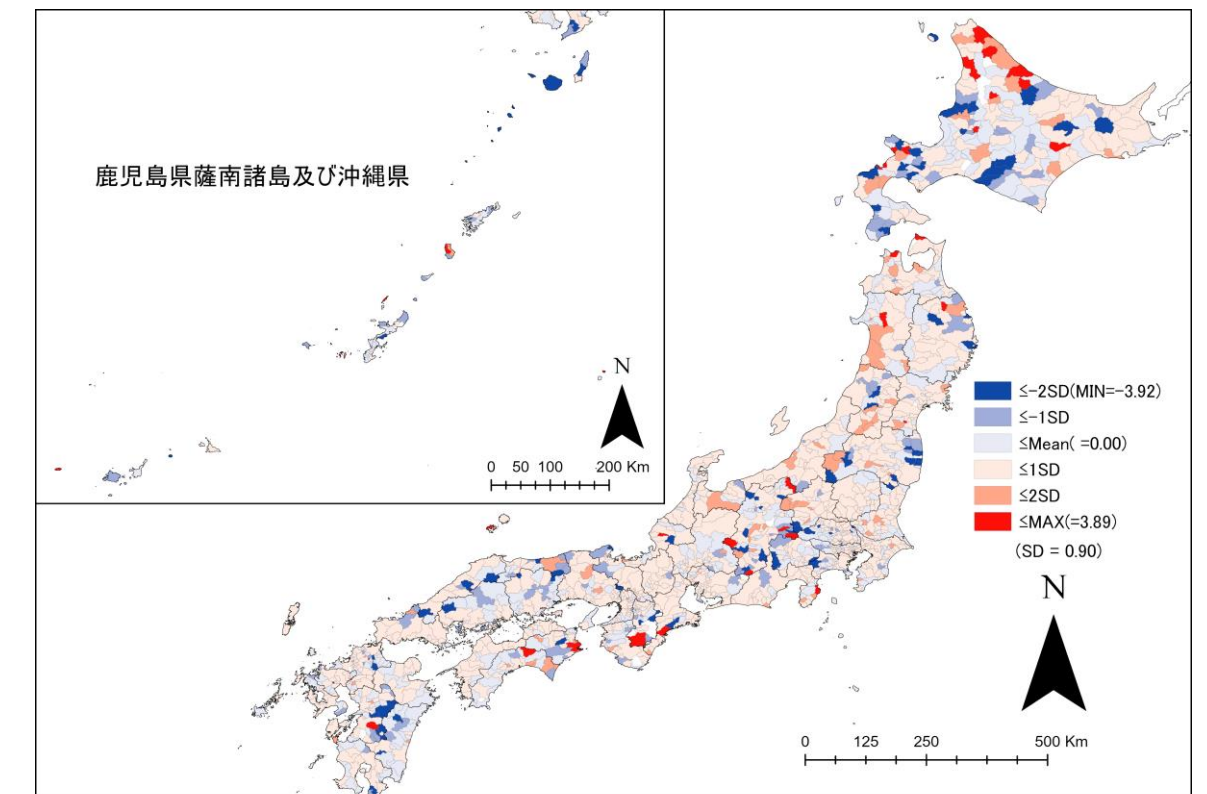 鹿児島県薩南諸島及び沖縄県
N
0 50 100 200 Km
≤-2SD(MIN=-3.92)
≤-1SD
≤Mean( =0.00)
≤1SD
≤2SD
≤MAX(=3.89)
(SD = 0.90)
N
0 125 250 500 Km